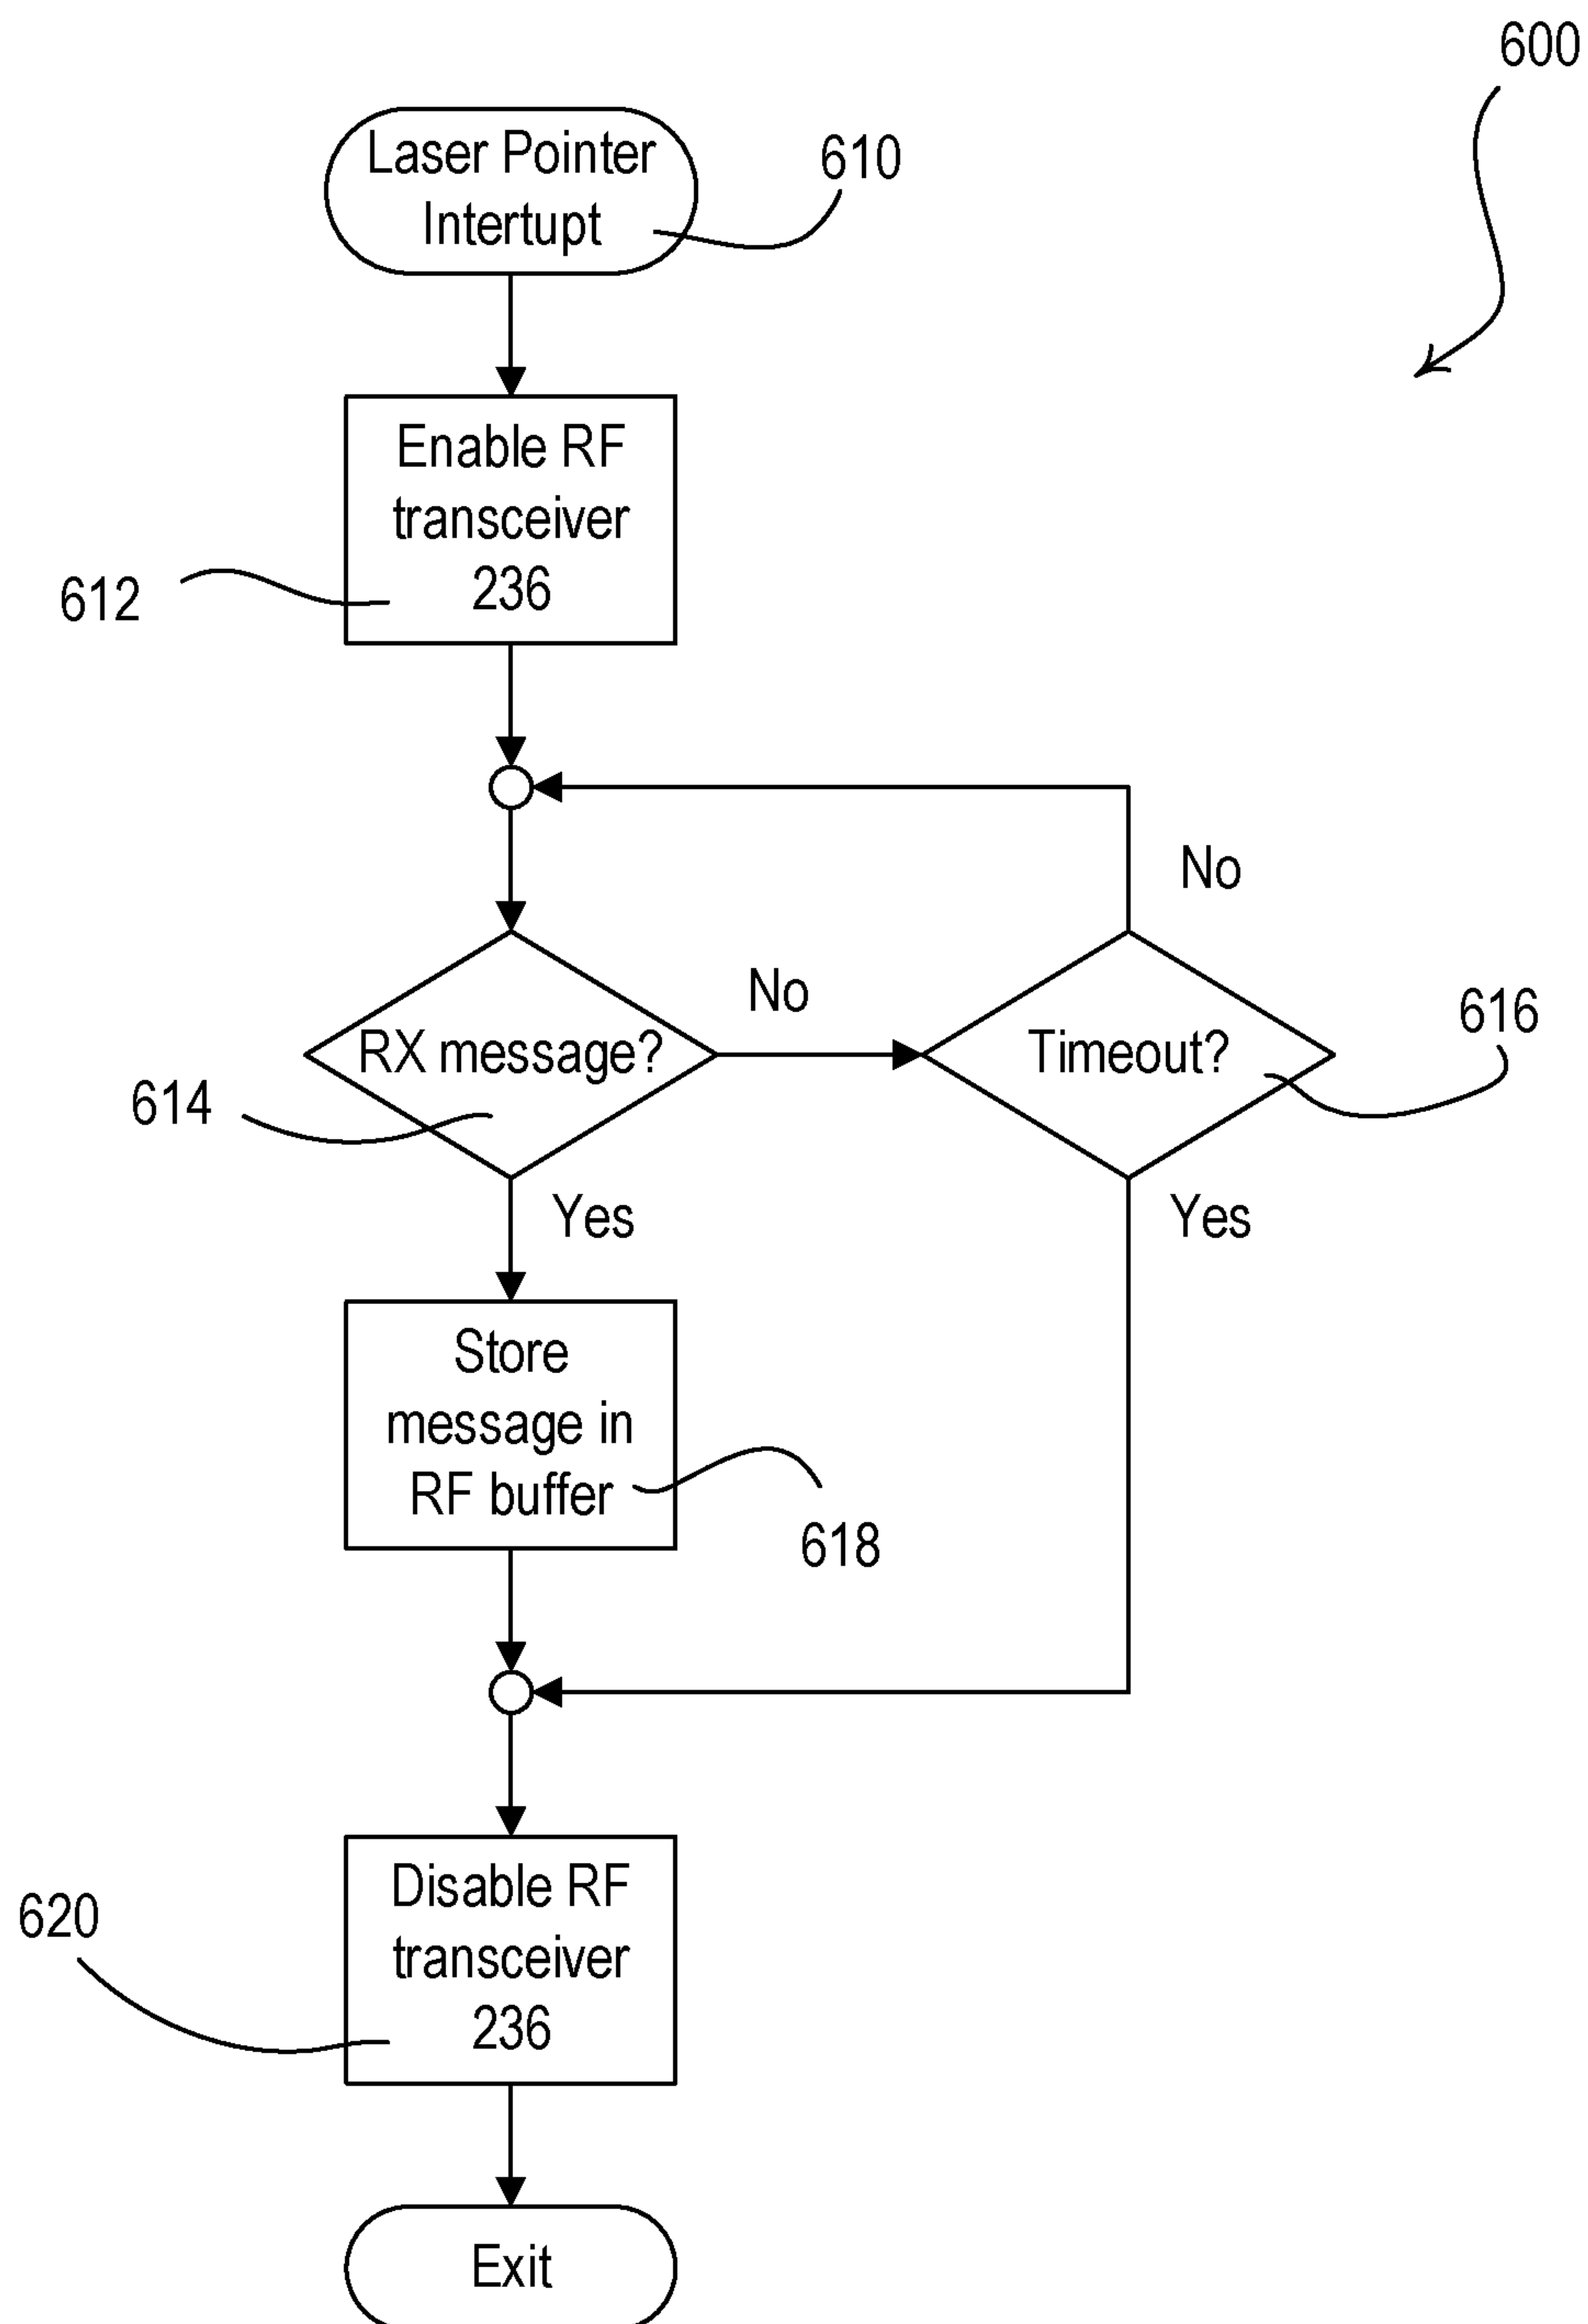 600
Laser Pointer
Intertupt
610
Enable RF
transceiver
236
612
No
RX message?
No
Timeout?
616
614
Yes
Yes
Store
message in
RF buffer
618
Disable RF
transceiver
236
620
Exit